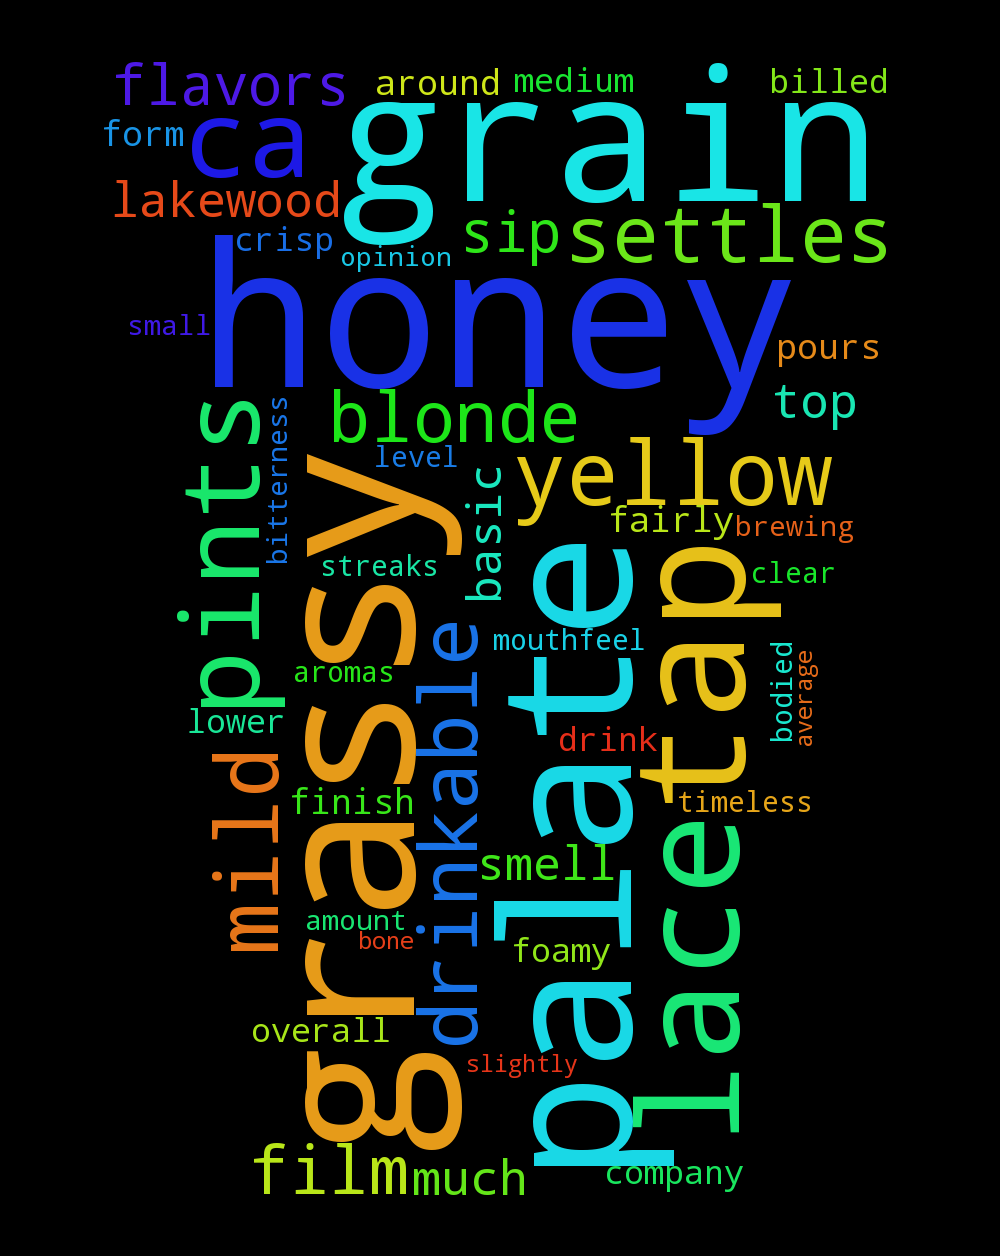 flavors
around
medium
billed
form
ca
grain
lakewood
crisp
opinion
sip
settles
small
honey
pours
top
pints
bitterness
blonde
level
yellow
grassy
basic
fairly
brewing
streaks
palate
tap
clear
aromas
drinkable
mouthfeel
bodied
average
lower
drink
mild
finish
timeless
smell
place
amount
bone
foamy
overall
slightly
film
much
company